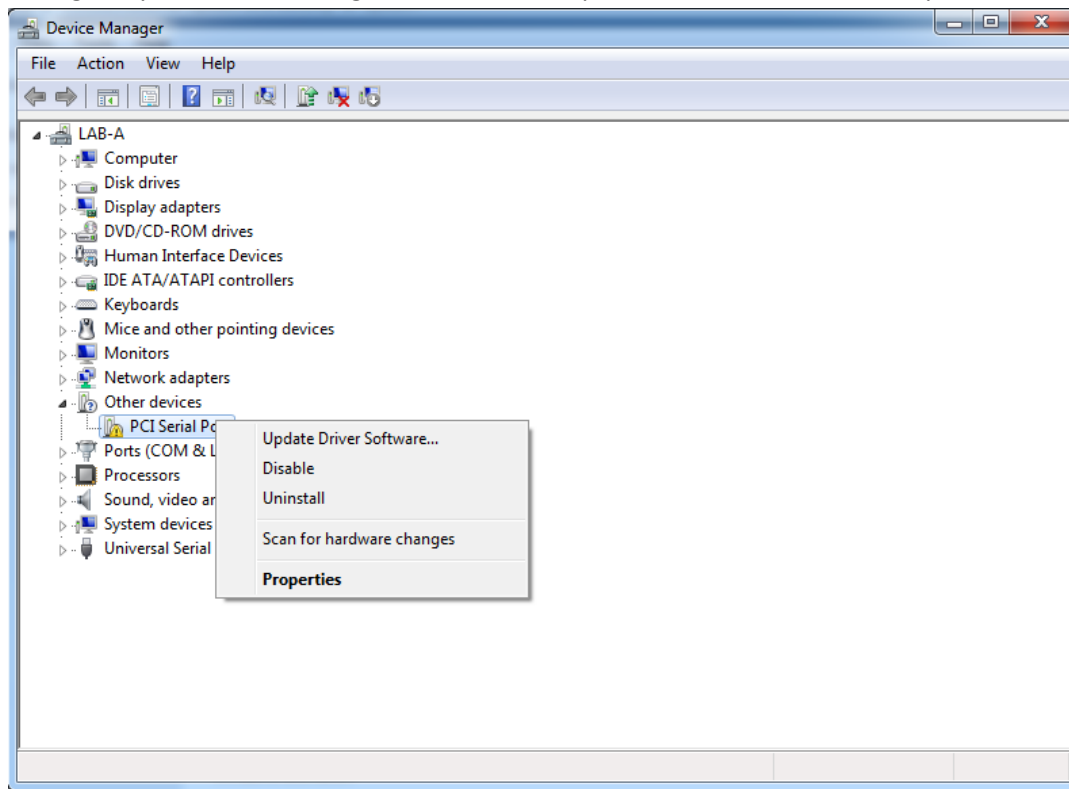 Device Manager
File Action View Help
LAB-A
Computer
Disk drives
Display adapters
DVD/CD-ROM drives
Human Interface Devices
IDE ATA/ATAPI controllers
Keyboards
Mice and other pointing devices
Monitors
Network adapters
Other devices
PCI Serial
Ports (COM &
Processors
Sound, video
System devices
Universal Serial
Update Driver Software...
Disable
Uninstall
Scan for hardware changes
Properties